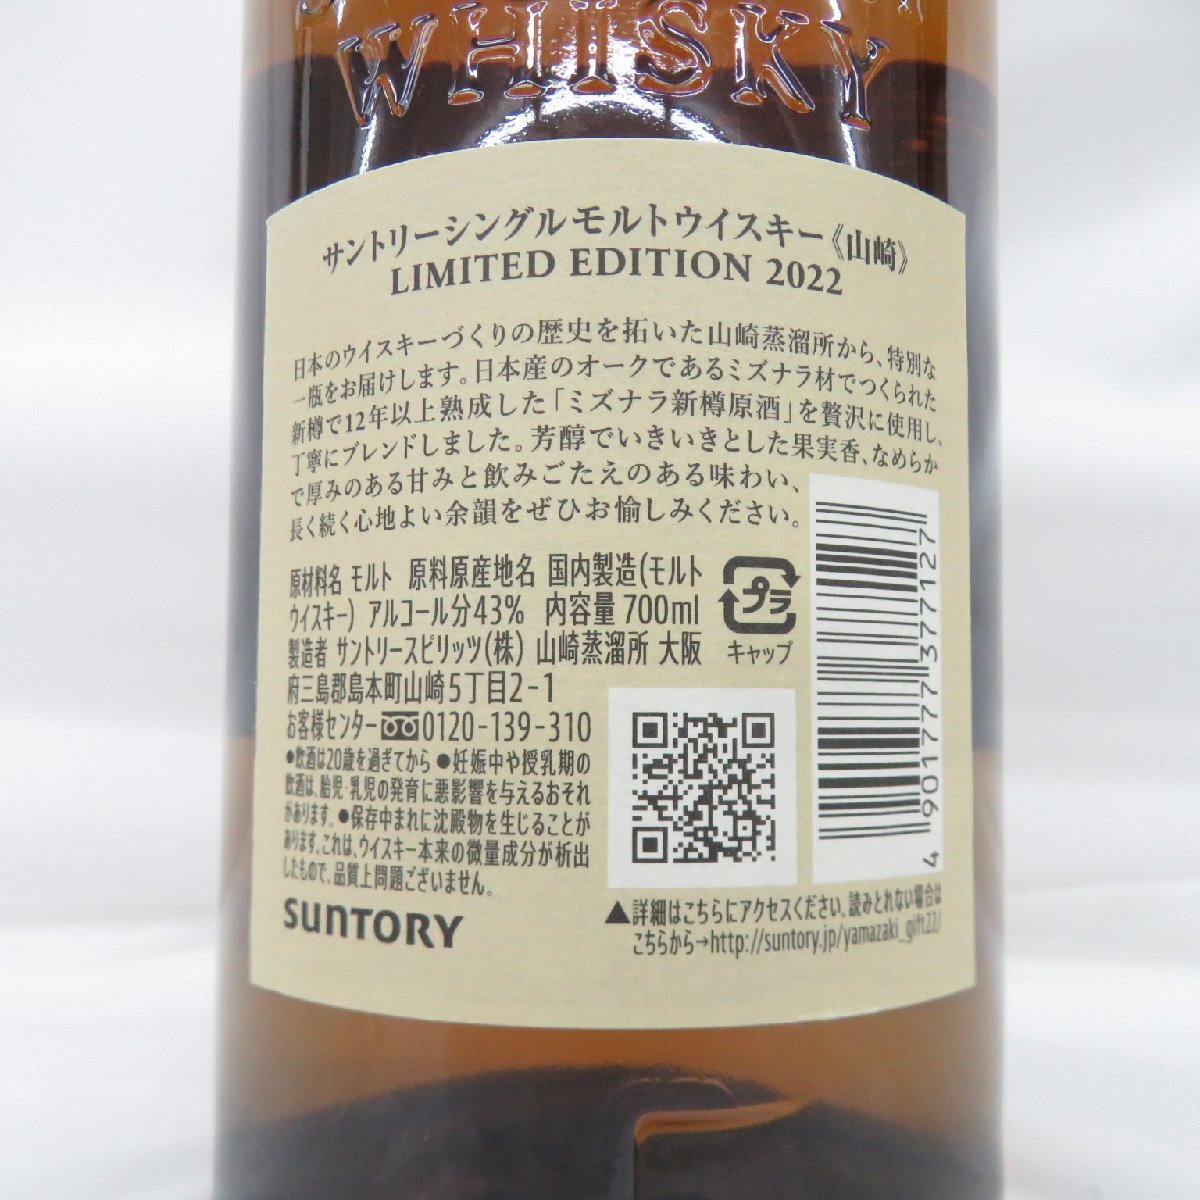 WHISKY
サントリーシングルモルトウイスキー《山崎》
LIMITED EDITION 2022
日本のウイスキーづくりの歴史を拓いた山崎蒸溜所から、特別な
一瓶をお届けします。日本産のオークであるミズナラ材でつくられた
新樽で12年以上熟成した「ミズナラ新樽原酒」を贅沢に使用し、
丁寧にブレンドしました。芳醇でいきいきとした果実香、なめらか
で厚みのある甘みと飲みごたえのある味わい、
長く続く心地よい余韻をぜひお愉しみください。
原材料名 モルト 原料原産地名 国内製造(モルト
ウイスキー) アルコール分43% 内容量 700ml
製造者 サントリースピリッツ(株) 山崎蒸溜所 大阪
府三島郡島本町山崎5丁目2-1
お客様センター 0120-139-310
●飲酒は20歳を過ぎてから ●妊娠中や授乳期の
飲酒は、胎児・乳児の発育に悪影響を与えるおそれ
があります。●保存中まれに沈殿物を生じることが
あります。これは、ウイスキー本来の微量成分が析出
したもので、品質上問題ございません。
SUNTORY
プラ
キャップ
4 901777 377127
▲詳細はこちらにアクセスください。読みとれない場合は
こちらから→http://suntory.jp/yamazaki_gift22/